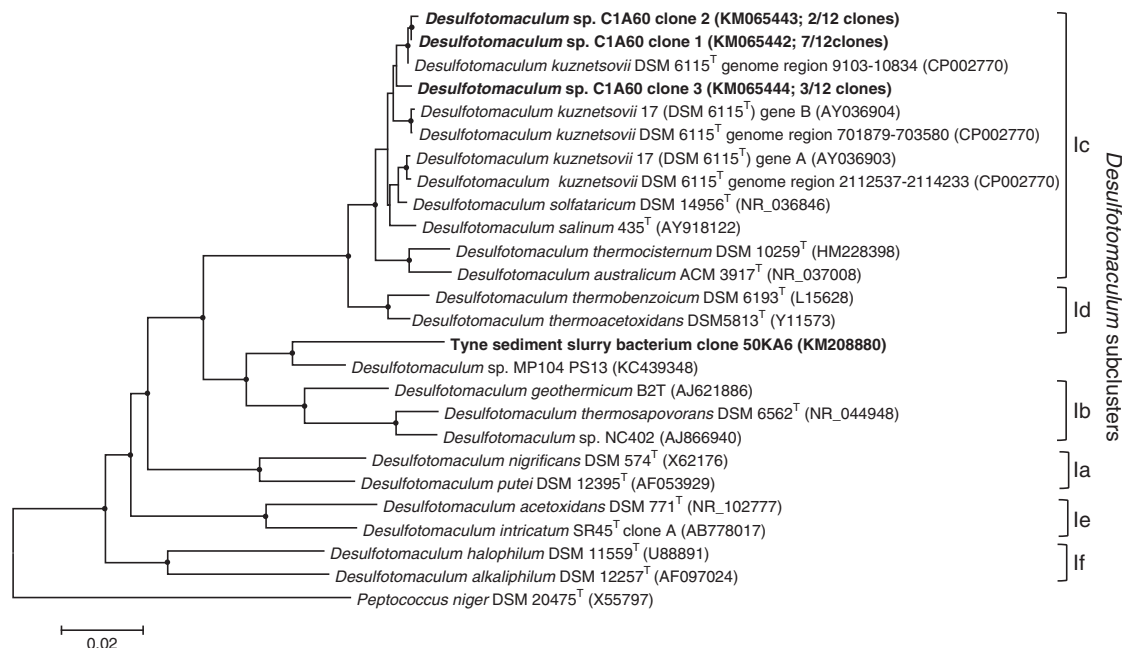 Desulfotomaculum sp. C1A60 clone 2 (KM065443; 2/12 clones)
Desulfotomaculum sp. C1A60 clone 1 (KM065442; 7/12clones)
Desulfotomaculum kuznetsovii DSM 6115T genome region 9103-10834 (CP002770)
Desulfotomaculum sp. C1A60 clone 3 (KM065444; 3/12 clones)
Desulfotomaculum kuznetsovii 17 (DSM 6115T) gene B (AY036904)
Desulfotomaculum kuznetsovii DSM 6115T genome region 701879-703580 (CP002770)
Desulfotomaculum kuznetsovii 17 (DSM 6115T) gene A (AY036903)
Desulfotomaculum kuznetsovii DSM 6115T genome region 2112537-2114233 (CP002770)
Desulfotomaculum solfataricum DSM 14956T (NR_036846)
Desulfotomaculum salinum 435T (AY918122)
Desulfotomaculum thermocisternum DSM 10259T (HM228398)
Desulfotomaculum australicum ACM 3917T (NR_037008)
Desulfotomaculum thermobenzoicum DSM 6193T (L15628)
Desulfotomaculum thermoacetoxidans DSM5813T (Y11573)
Tyne sediment slurry bacterium clone 50KA6 (KM208880)
Desulfotomaculum sp. MP104 PS13 (KC439348)
Desulfotomaculum geothermicum B2T (AJ621886)
Desulfotomaculum thermosapovorans DSM 6562T (NR_044948)
Desulfotomaculum sp. NC402 (AJ866940)
Desulfotomaculum nigrificans DSM 574T (X62176)
Desulfotomaculum putei DSM 12395T (AF053929)
Desulfotomaculum acetoxidans DSM 771T (NR_102777)
Desulfotomaculum intricatum SR45T clone A (AB778017)
Desulfotomaculum halophilum DSM 11559T (U88891)
Desulfotomaculum alkaliphilum DSM 12257T (AF097024)
Peptococcus niger DSM 20475T (X55797)
0.02
Ic
Id
Ib
Ia
Ie
If
Desulfotomaculum subclusters